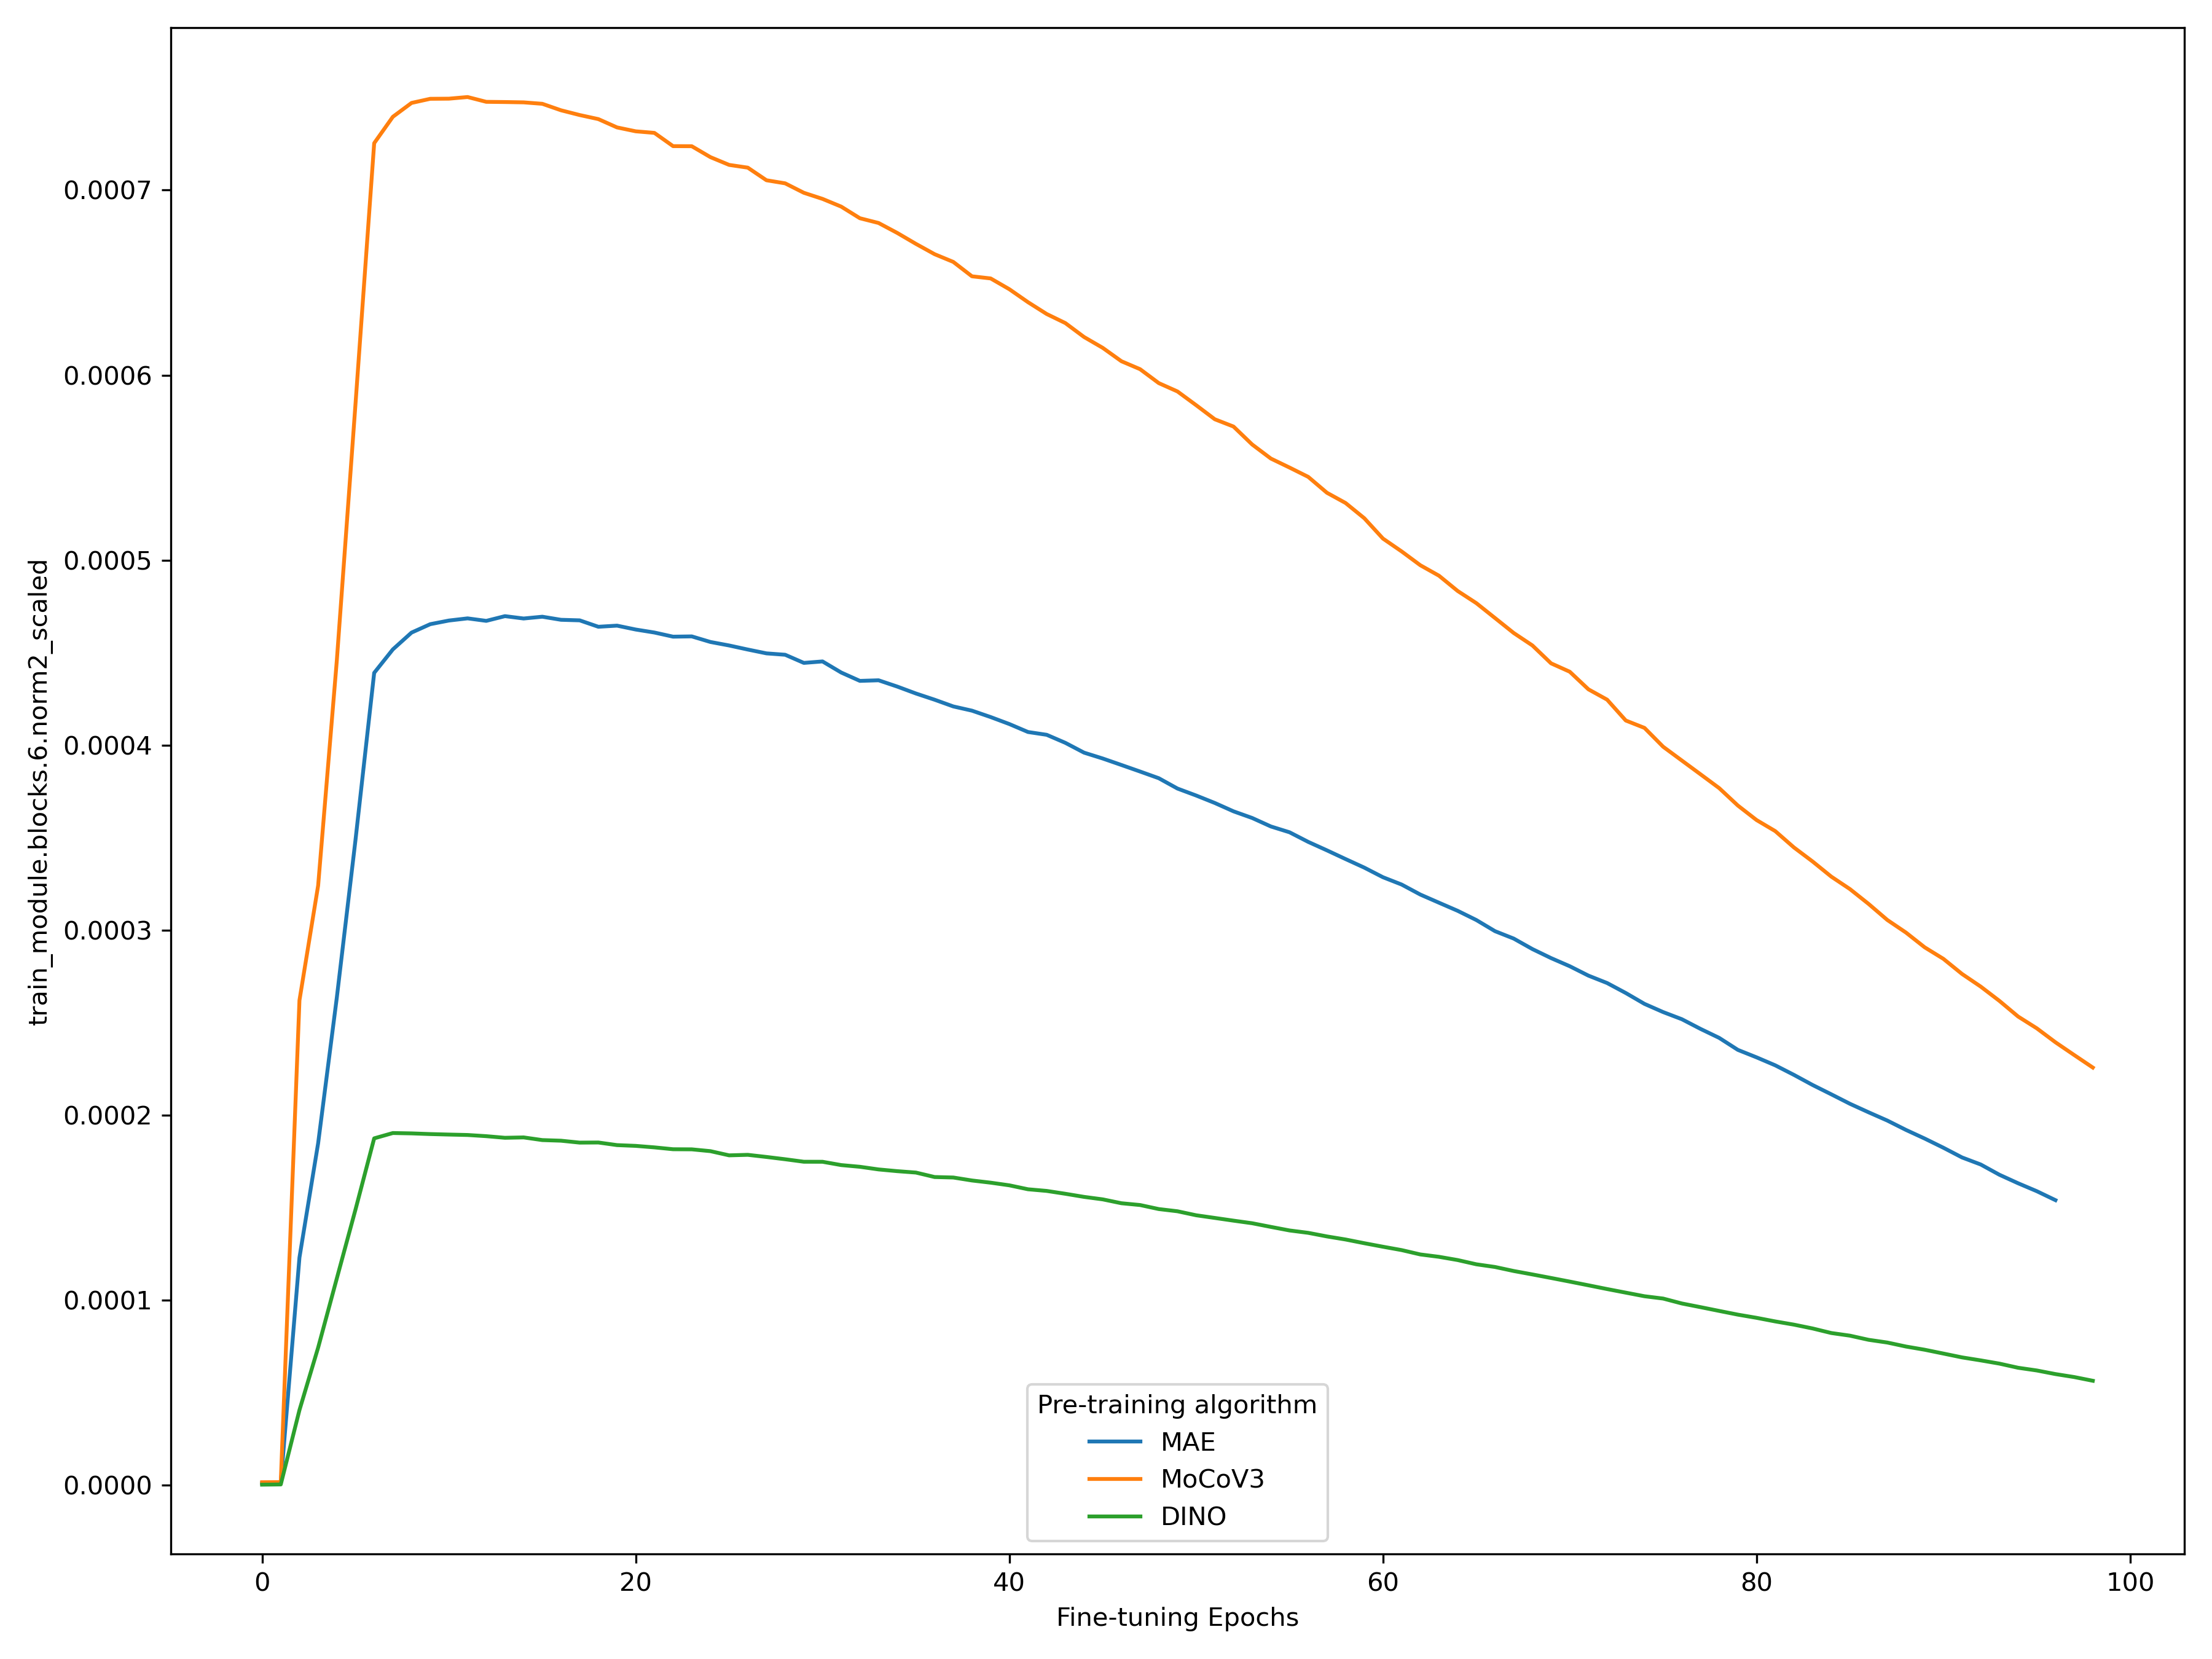 train_module.blocks.6.norm2_scaled
0.0007
0.0006
0.0005
0.0004
0.0003
0.0002
0.0001
0.0000
Pre-training algorithm
MAE
MoCoV3
DINO
0 20 40 60 80 100
Fine-tuning Epochs